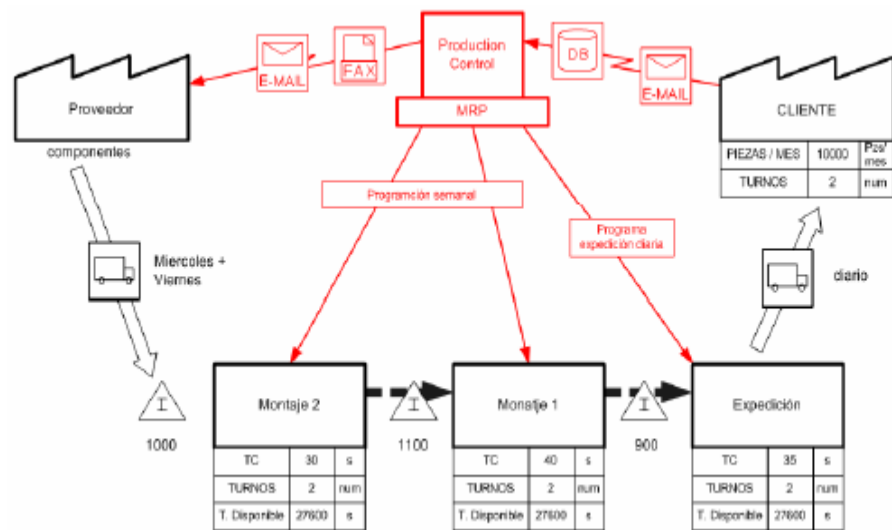 Production
Control
MRP
E-MAIL
FAX
DB
E-MAIL
Proveedor
componentes
CLIENTE
PIEZAS / MES 10000 Pzs/
mes
TURNOS 2 num
Programción semanal
Programa
expedición diaria
Miercoles +
Viernes
diario
I
1000
Montaje 2
TC 30 s
TURNOS 2 num
T. Disponible 27600 s
I
1100
Monatje 1
TC 40 s
TURNOS 2 num
T. Disponible 27600 s
I
900
Expedición
TC 35 s
TURNOS 2 num
T. Disponible 27600 s